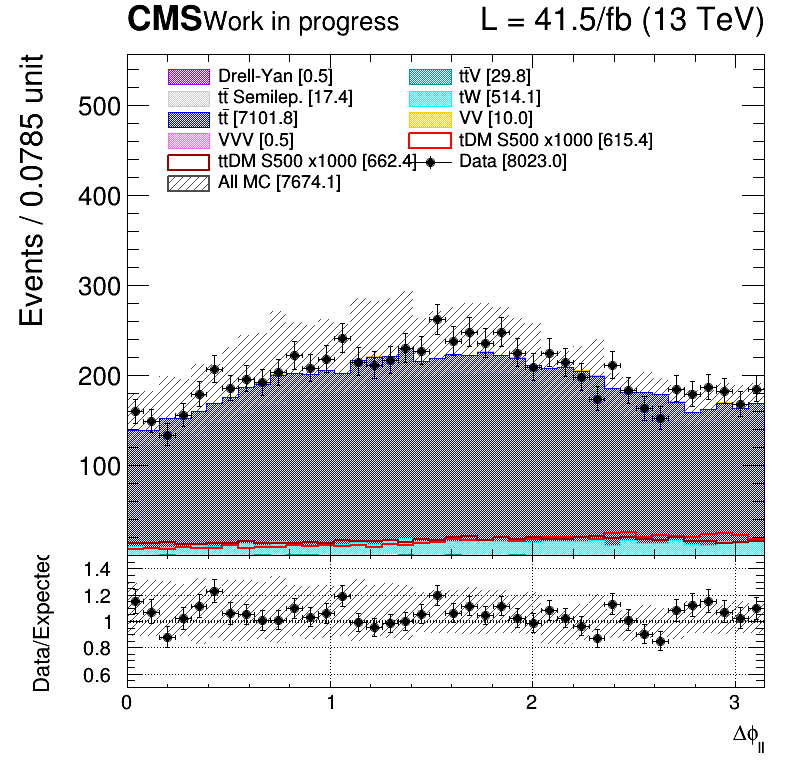 CMS Work in progress L = 41.5/fb (13 TeV)
Drell-Yan [0.5] tt̄V [29.8]
tt̄ Semilep. [17.4] tW [514.1]
tt̄ [7101.8] VV [10.0]
VVV [0.5] tDM S500 x1000 [615.4]
ttDM S500 x1000 [662.4] Data [8023.0]
All MC [7674.1]
Events / 0.0785 unit
500
400
300
200
100
Data/Expected
1.4
1.2
1
0.8
0.6
0 1 2 3
Δϕll